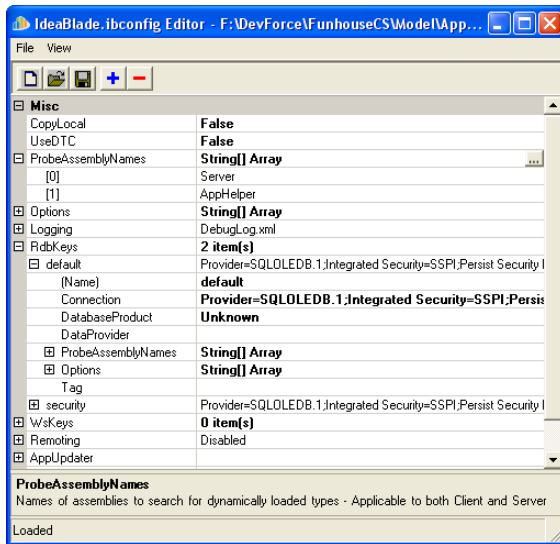 IdeaBlade.ibconfig Editor - F:\DevForce\FunhouseCS\Model\App...
File View
Misc
CopyLocal False
UseDTC False
ProbeAssemblyNames String[] Array ...
[0] Server
[1] AppHelper
Options String[] Array
Logging DebugLog.xml
RdbKeys 2 item(s)
default Provider=SQLOLEDB.1;Integrated Security=SSPI;Persist Security
(Name) default
Connection Provider=SQLOLEDB.1;Integrated Security=SSPI;Persis
DatabaseProduct Unknown
DataProvider
ProbeAssemblyNames String[] Array
Options String[] Array
Tag
security Provider=SQLOLEDB.1;Integrated Security=SSPI;Persist Security
WsKeys 0 item(s)
Remoting Disabled
AppUpdater
ProbeAssemblyNames
Names of assemblies to search for dynamically loaded types - Applicable to both Client and Server
Loaded